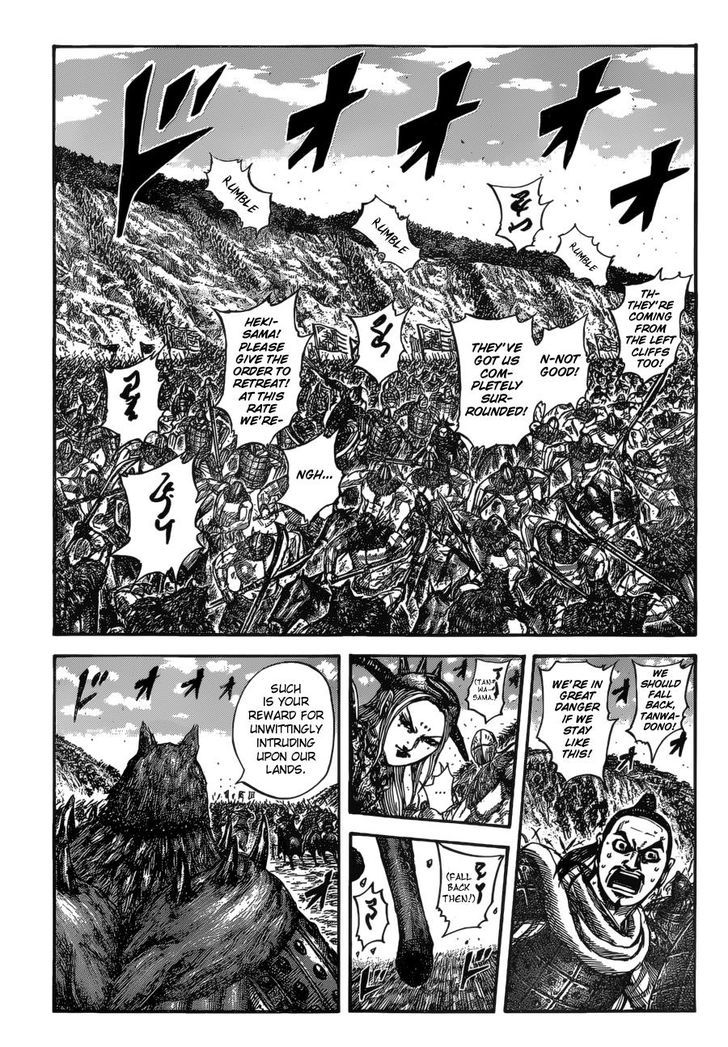 ドオオオオ
RUMBLE
RUMBLE
RUMBLE
TH-
THEY'RE
COMING
FROM
THE LEFT
CLIFFS
TOO!
N-NOT
GOOD!
THEY'VE
GOT US
COM-
PLETELY
SUR-
ROUNDED!
HEKI-
SAMA!
PLEASE
GIVE THE
ORDER
TO
RETREAT!
AT THIS
RATE
WE'RE-
NGH...
WE
SHOULD
FALL
BACK,
TANWA-
DONO!
WE'RE IN
GREAT
DANGER
IF WE
STAY
LIKE
THIS!
(TAN-
WA-
SAMA.)
...
(FALL
BACK
THEN!)
ドド
ドオオオオ
SUCH
IS YOUR
REWARD FOR
UNWITTINGLY
INTRUDING
UPON OUR
LANDS.